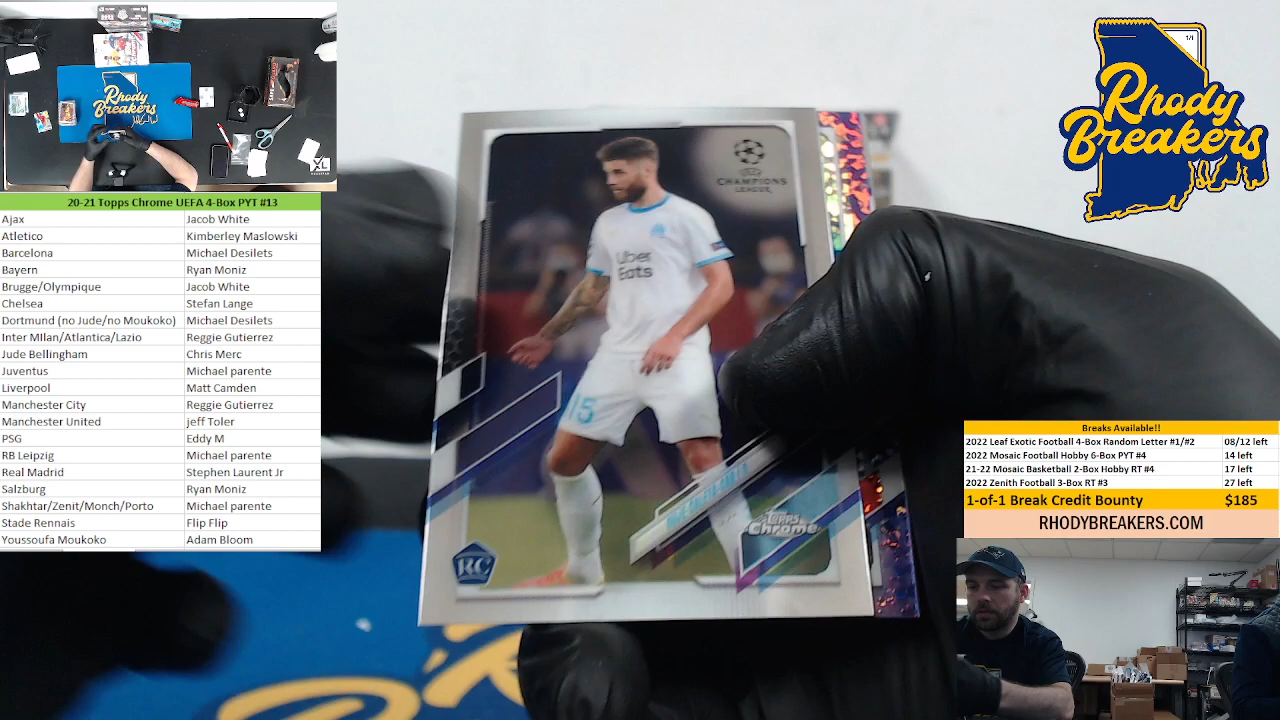 20-21 Topps Chrome UEFA 4-Box PYT #13
Ajax Jacob White
Atletico Kimberley Maslowski
Barcelona Michael Desilets
Bayern Ryan Moniz
Brugge/Olympique Jacob White
Chelsea Stefan Lange
Dortmund (no Jude/no Moukoko) Michael Desilets
Inter MIlan/Atlantica/Lazio Reggie Gutierrez
Jude Bellingham Chris Merc
Juventus Michael parente
Liverpool Matt Camden
Manchester City Reggie Gutierrez
Manchester United jeff Toler
PSG Eddy M
RB Leipzig Michael parente
Real Madrid Stephen Laurent Jr
Salzburg Ryan Moniz
Shakhtar/Zenit/Monch/Porto Michael parente
Stade Rennais Flip Flip
Youssoufa Moukoko Adam Bloom
Rhody
Breakers
XL
UEFA
CHAMPIONS
LEAGUE
Uber
Eats
15
RC
Topps
Chrome
1/1
Rhody
Breakers
Breaks Available!!
2022 Leaf Exotic Football 4-Box Random Letter #1/#2 08/12 left
2022 Mosaic Football Hobby 6-Box PYT #4 14 left
21-22 Mosaic Basketball 2-Box Hobby RT #4 17 left
2022 Zenith Football 3-Box RT #3 27 left
1-of-1 Break Credit Bounty $185
RHODYBREAKERS.COM